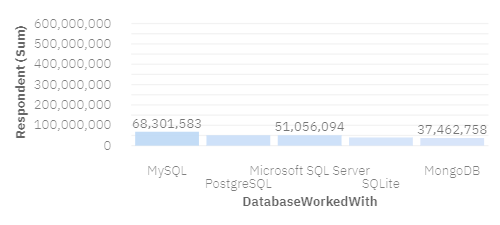 Respondent (Sum)
600,000,000
500,000,000
400,000,000
300,000,000
200,000,000
100,000,000
0
68,301,583
51,056,094
37,462,758
MySQL
PostgreSQL
Microsoft SQL Server
SQLite
MongoDB
DatabaseWorkedWith